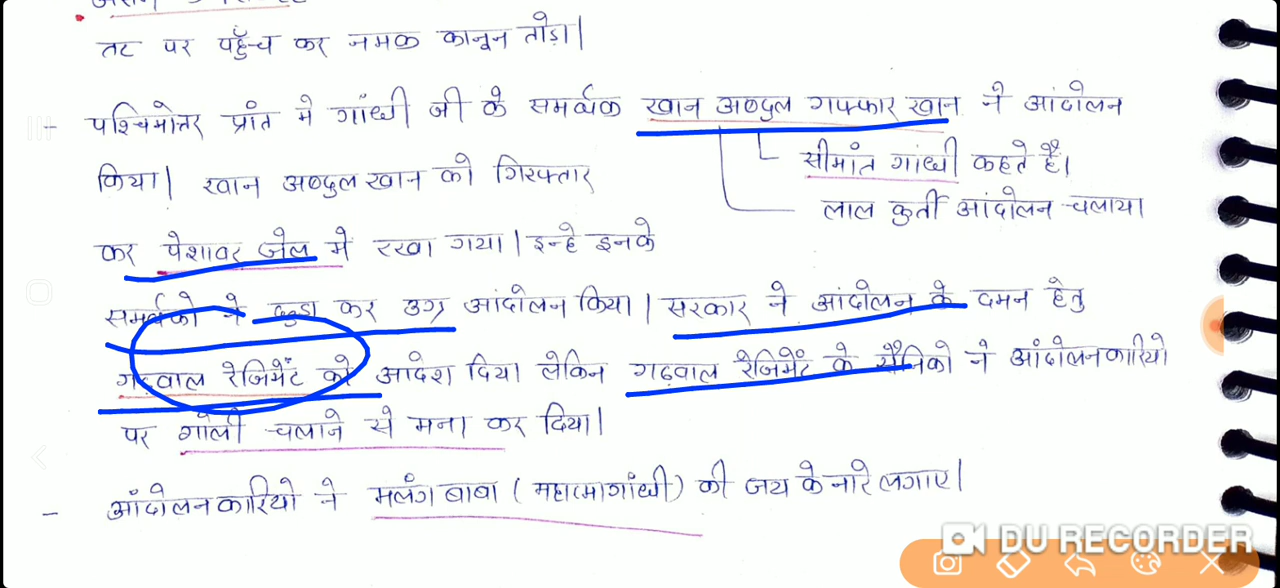 तट पर पहुँच कर नमक कानून तोड़ा।
- पश्चिमोत्तर प्रांत मे गांधी जी के समर्थक खान अब्दुल गफ्फार खान ने आंदोलन
किया। खान अब्दुल खान को गिरफ्तार
सीमांत गांधी कहते है।
लाल कुर्ती आंदोलन चलाया
कर पेशावर जेल मे रखा गया। इन्हे इनके
समर्थको ने छुडा कर उग्र आंदोलन किया। सरकार ने आंदोलन के दमन हेतु
गढ़वाल रेजिमेंट को आदेश दिया लेकिन गढ़वाल रेजिमेंट के सैनिको ने आंदोलनकारियो
पर गोली चलाने से मना कर दिया।
- आंदोलनकारियो ने मलंग बाबा (महात्मा गांधी) की जय के नारे लगाए।
DU RECORDER